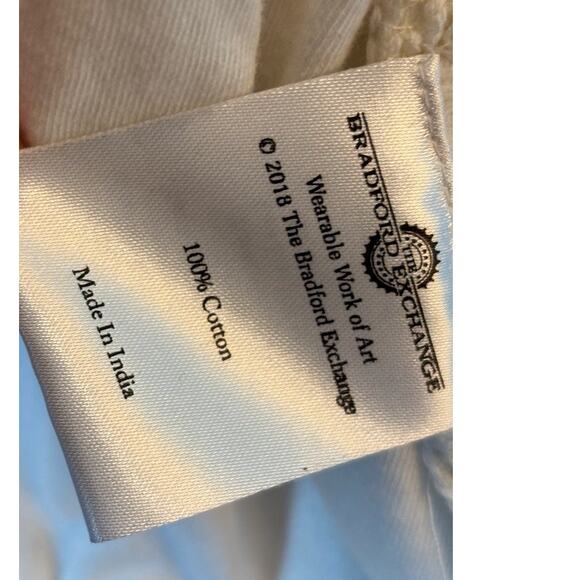 THE
BRADFORD EXCHANGE
Wearable Work of Art
© 2018 The Bradford Exchange
100% Cotton
Made In India